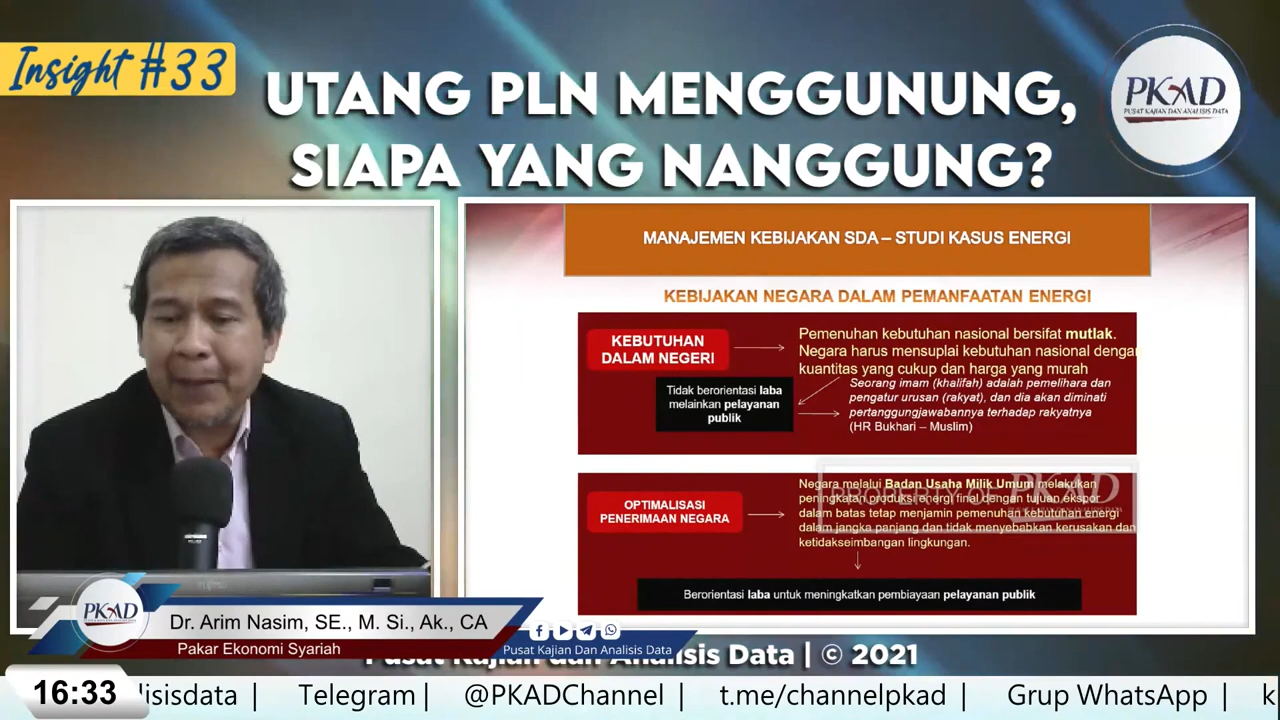 Insight #33
UTANG PLN MENGGUNUNG,
SIAPA YANG NANGGUNG?
PKAD
PUSAT KAJIAN DAN ANALISIS DATA
MANAJEMEN KEBIJAKAN SDA – STUDI KASUS ENERGI
KEBIJAKAN NEGARA DALAM PEMANFAATAN ENERGI
KEBUTUHAN
DALAM NEGERI
Pemenuhan kebutuhan nasional bersifat mutlak.
Negara harus mensuplai kebutuhan nasional dengan
kuantitas yang cukup dan harga yang murah
Tidak berorientasi laba
melainkan pelayanan
publik
Seorang imam (khalifah) adalah pemelihara dan
pengatur urusan (rakyat), dan dia akan diminati
pertanggungjawabannya terhadap rakyatnya
(HR Bukhari – Muslim)
OPTIMALISASI
PENERIMAAN NEGARA
Negara melalui Badan Usaha Milik Umum melakukan
peningkatan produksi energi final dengan tujuan ekspor
dalam batas tetap menjamin pemenuhan kebutuhan energi
dalam jangka panjang dan tidak menyebabkan kerusakan dan
ketidakseimbangan lingkungan.
PROPERTY OF PKAD
Berorientasi laba untuk meningkatkan pembiayaan pelayanan publik
PKAD
Dr. Arim Nasim, SE., M. Si., Ak., CA
Pakar Ekonomi Syariah
Pusat Kajian Dan Analisis Data
Pusat Kajian dan Analisis Data | © 2021
16:33
lisisdata | Telegram | @PKADChannel | t.me/channelpkad | Grup WhatsApp | k